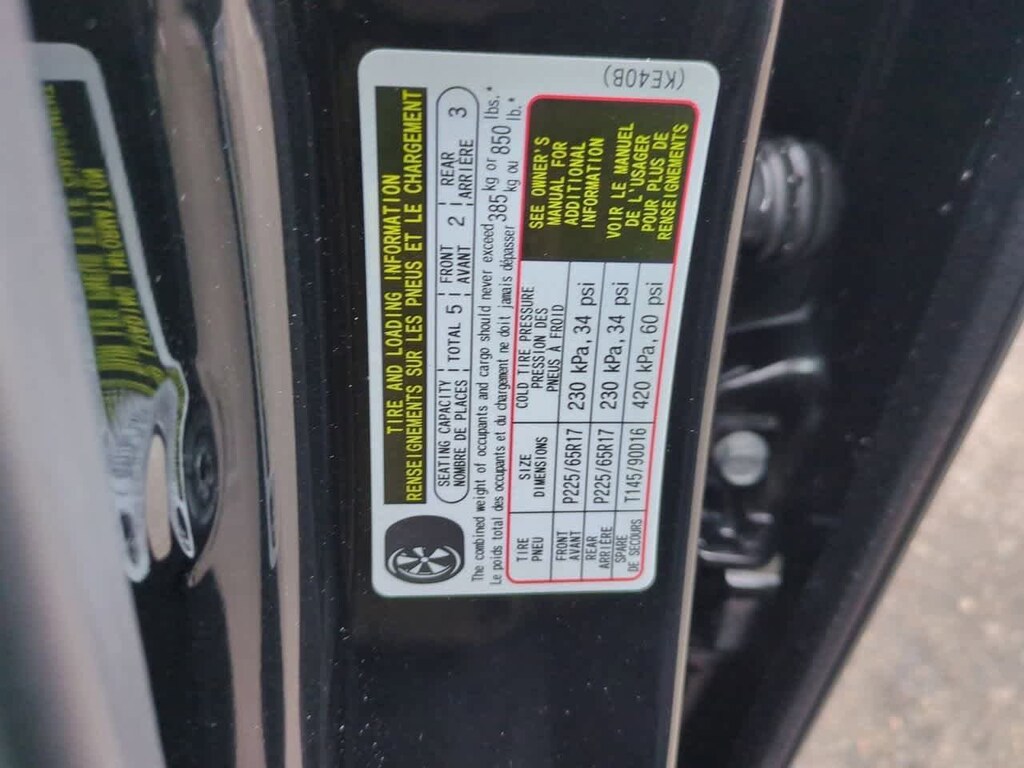 TIRE AND LOADING INFORMATION
RENSEIGNEMENTS SUR LES PNEUS ET LE CHARGEMENT
SEATING CAPACITY TOTAL 5 FRONT 2 REAR 3
NOMBRE DE PLACES AVANT ARRIÈRE
The combined weight of occupants and cargo should never exceed 385 kg or 850 lbs.*
Le poids total des occupants et du chargement ne doit jamais dépasser 385 kg ou 850 lb.*
TIRE SIZE COLD TIRE PRESSURE
PNEU DIMENSIONS PRESSION DES
PNEUS À FROID
FRONT P225/65R17 230 kPa, 34 psi
AVANT
REAR P225/65R17 230 kPa, 34 psi
ARRIÈRE
SPARE T145/90D16 420 kPa, 60 psi
DE SECOURS
SEE OWNER'S
MANUAL FOR
ADDITIONAL
INFORMATION
VOIR LE MANUEL
DE L'USAGER
POUR PLUS DE
RENSEIGNEMENTS
(KE40B)